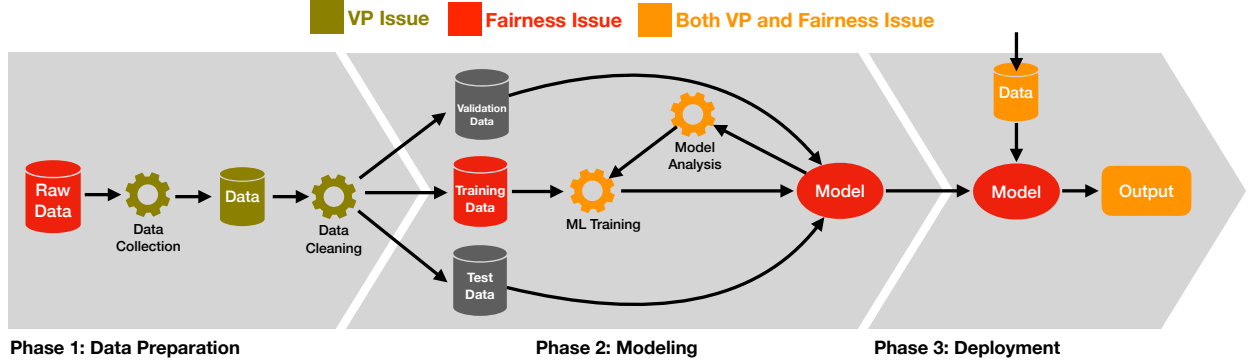 VP Issue
Fairness Issue
Both VP and Fairness Issue
Raw
Data
Data
Collection
Data
Data
Cleaning
Validation
Data
Training
Data
Test
Data
ML Training
Model
Analysis
Model
Data
Model
Output
Phase 1: Data Preparation
Phase 2: Modeling
Phase 3: Deployment